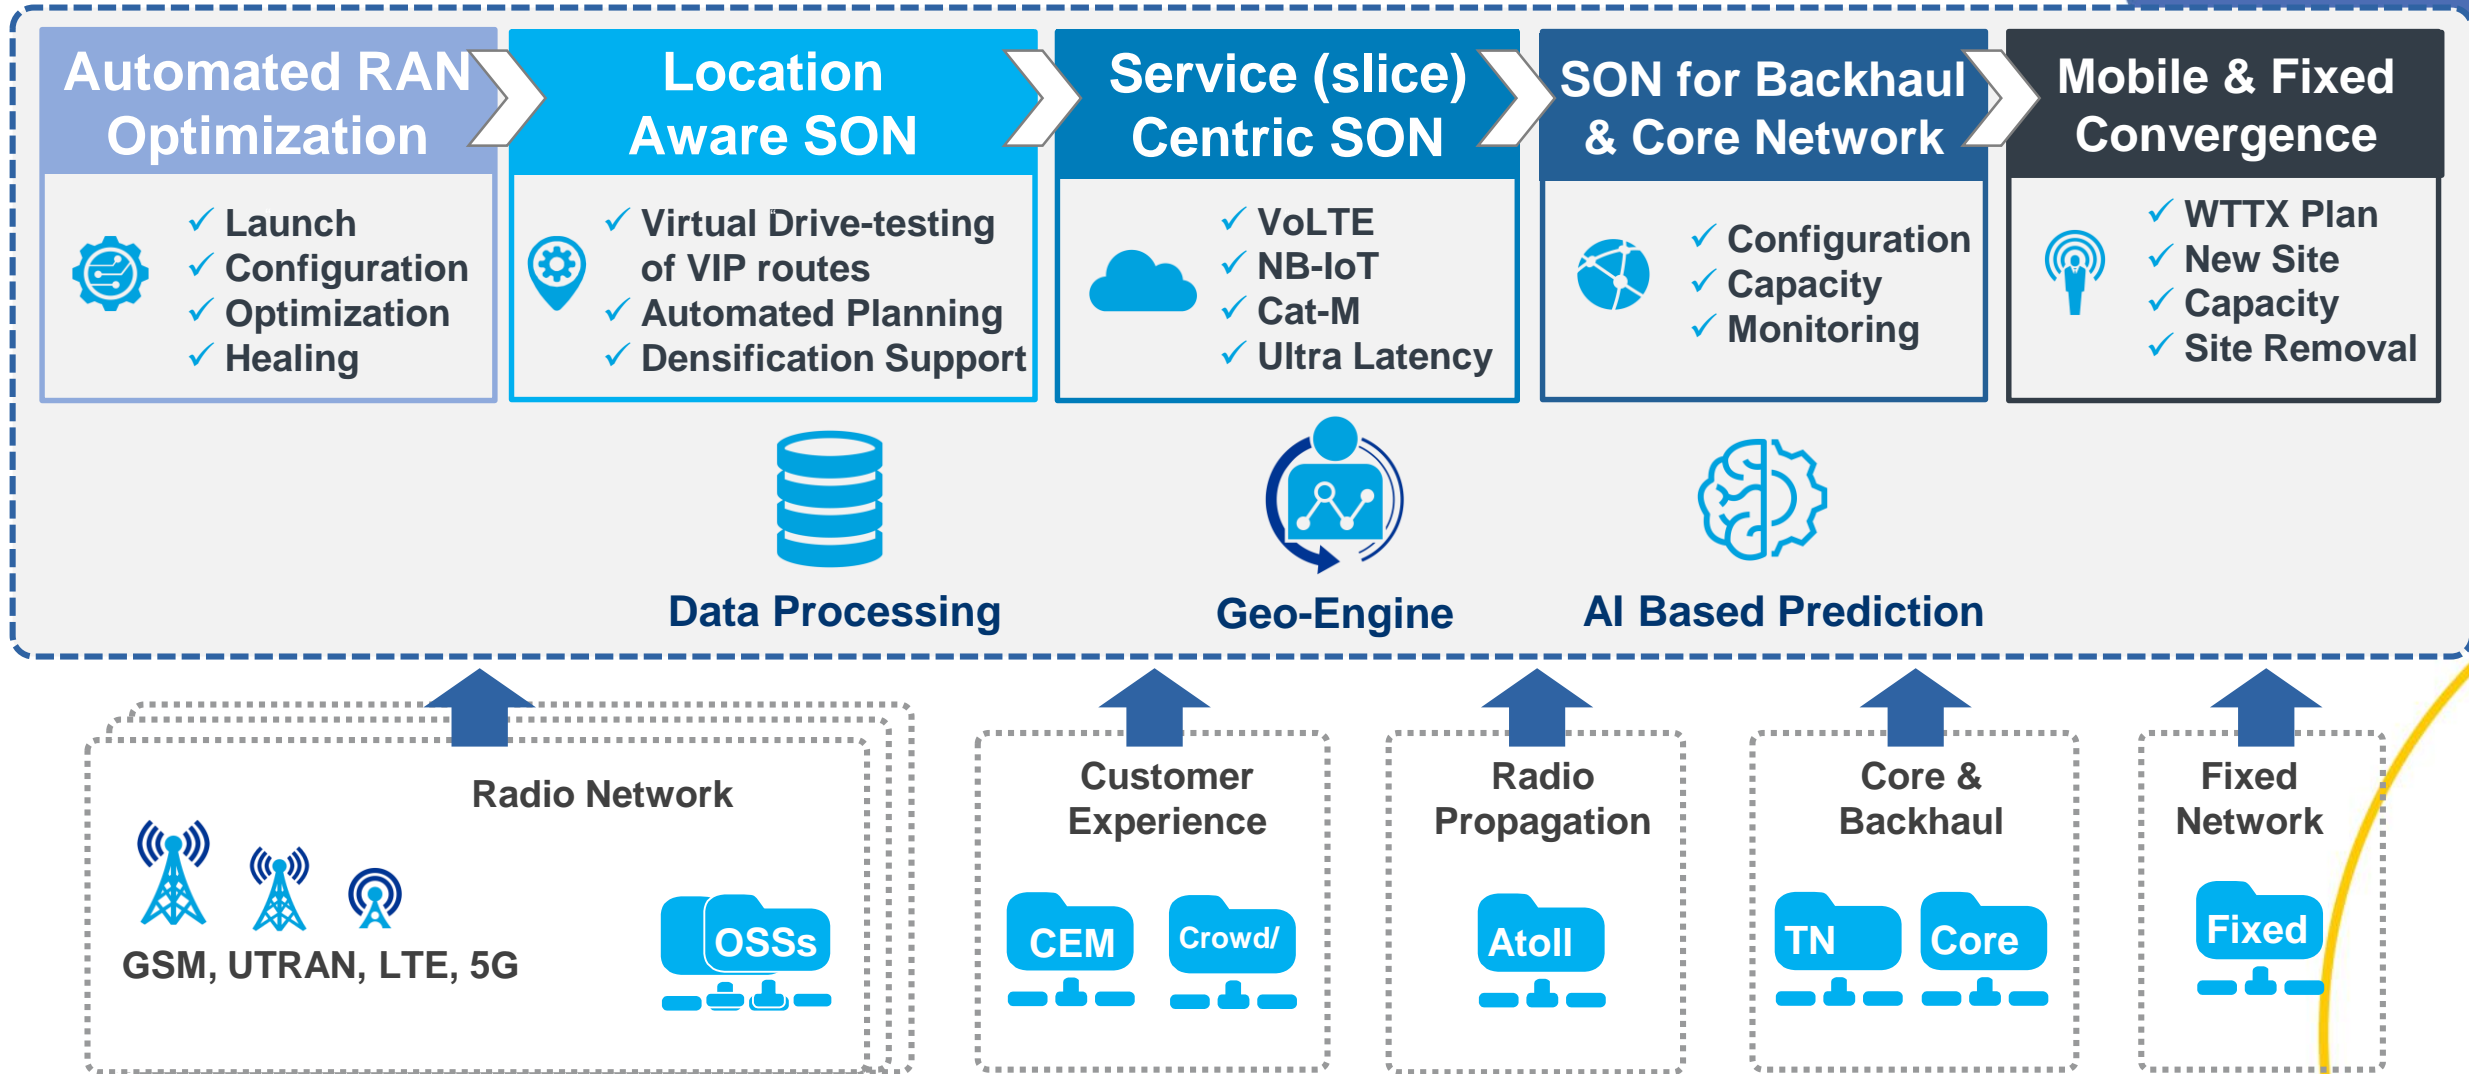 Automated RAN
Optimization
Location
Aware SON
Service (slice)
Centric SON
SON for Backhaul
& Core Network
Mobile & Fixed
Convergence
✓ Launch
✓ Configuration
✓ Optimization
✓ Healing
✓ Virtual Drive-testing
of VIP routes
✓ Automated Planning
✓ Densification Support
✓ VoLTE
✓ NB-IoT
✓ Cat-M
✓ Ultra Latency
✓ Configuration
✓ Capacity
✓ Monitoring
✓ WTTX Plan
✓ New Site
✓ Capacity
✓ Site Removal
Data Processing
Geo-Engine
AI Based Prediction
Radio Network
GSM, UTRAN, LTE, 5G
OSSs
Customer
Experience
CEM
Crowd/
Radio
Propagation
Atoll
Core &
Backhaul
TN
Core
Fixed
Network
Fixed